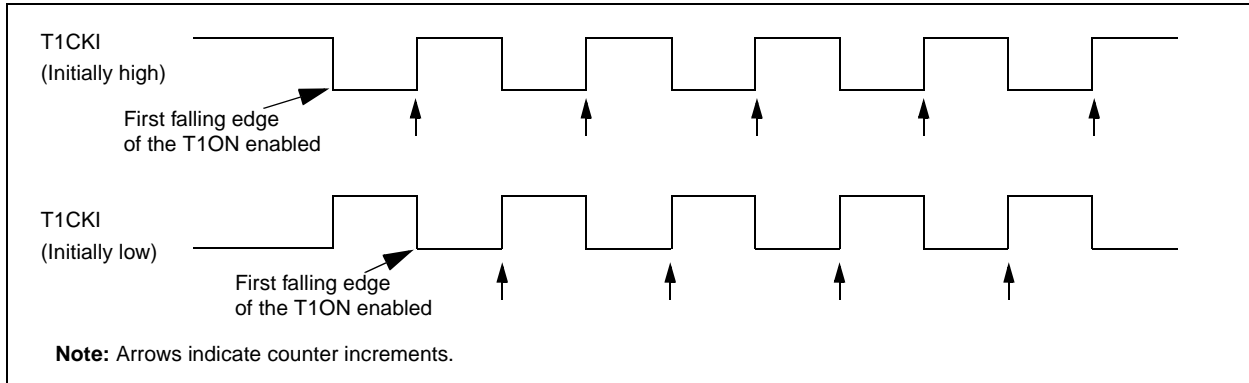 T1CKI
(Initially high)
First falling edge
of the T1ON enabled
T1CKI
(Initially low)
First falling edge
of the T1ON enabled
Note: Arrows indicate counter increments.